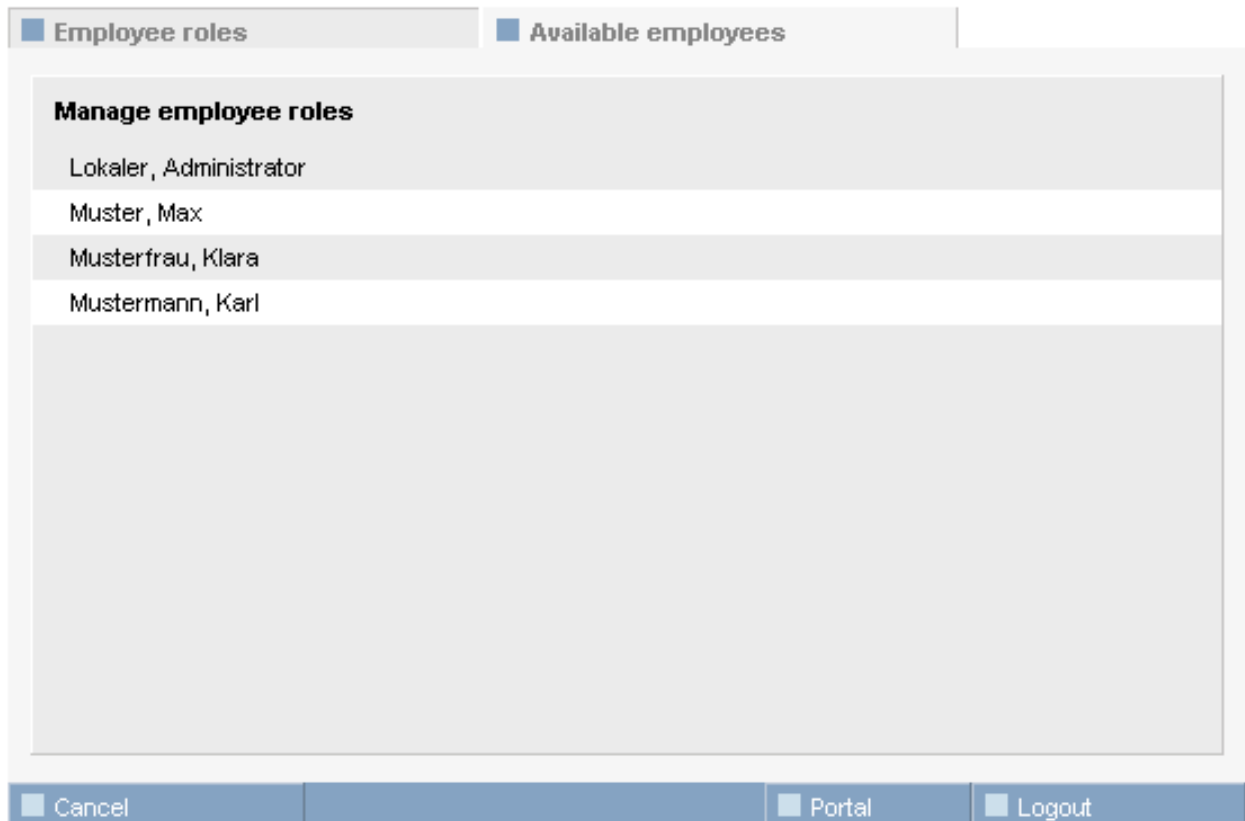 Employee roles
Available employees
Manage employee roles
Lokaler, Administrator
Muster, Max
Musterfrau, Klara
Mustermann, Karl
Cancel
Portal
Logout